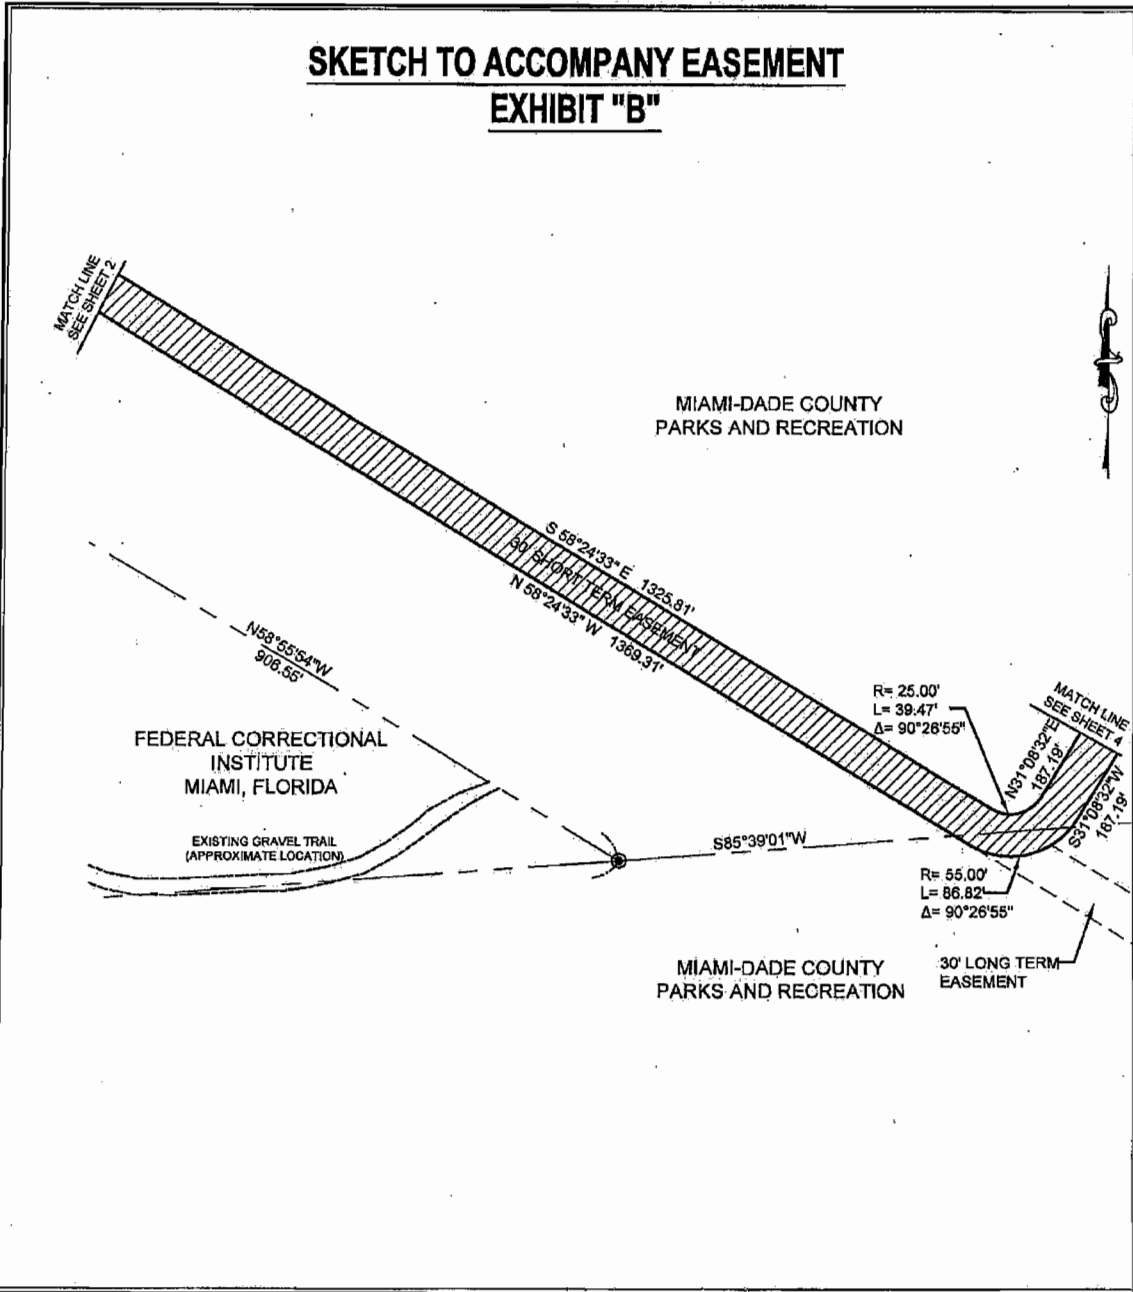 SKETCH TO ACCOMPANY EASEMENT
EXHIBIT "B"
MATCH LINE
SEE SHEET 2
MIAMI-DADE COUNTY
PARKS AND RECREATION
S 58°24'33" E 1325.81'
30' SHORT TERM EASEMENT
N 58°24'33" W 1369.31'
N58°55'54"W
906.55'
R= 25.00'
L= 39.47'
Δ= 90°26'55"
MATCH LINE
SEE SHEET 4
N31°08'32"E
187.19'
S31°08'32"W
187.19'
FEDERAL CORRECTIONAL
INSTITUTE
MIAMI, FLORIDA
EXISTING GRAVEL TRAIL
(APPROXIMATE LOCATION)
S85°39'01"W
R= 55.00'
L= 86.82'
Δ= 90°26'55"
MIAMI-DADE COUNTY
PARKS AND RECREATION
30' LONG TERM
EASEMENT